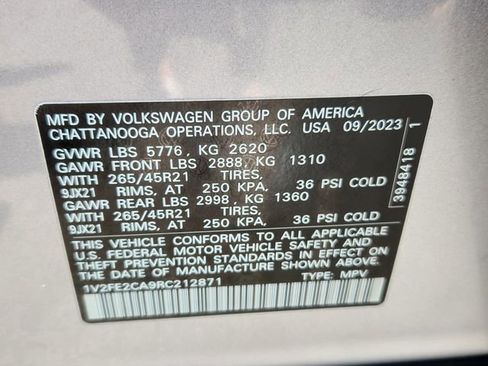 MFD BY VOLKSWAGEN GROUP OF AMERICA
CHATTANOOGA OPERATIONS, LLC. USA 09/2023
GVWR LBS 5776, KG 2620
GAWR FRONT LBS 2888, KG 1310
WITH 265/45R21 TIRES,
9JX21 RIMS, AT 250 KPA, 36 PSI COLD
GAWR REAR LBS 2998, KG 1360
WITH 265/45R21 TIRES,
9JX21 RIMS, AT 250 KPA, 36 PSI COLD
THIS VEHICLE CONFORMS TO ALL APPLICABLE
U.S. FEDERAL MOTOR VEHICLE SAFETY AND
THEFT PREVENTION STANDARDS IN EFFECT ON
THE DATE OF MANUFACTURE SHOWN ABOVE.
1V2FE2CA9RC212871 TYPE: MPV
3948418 1